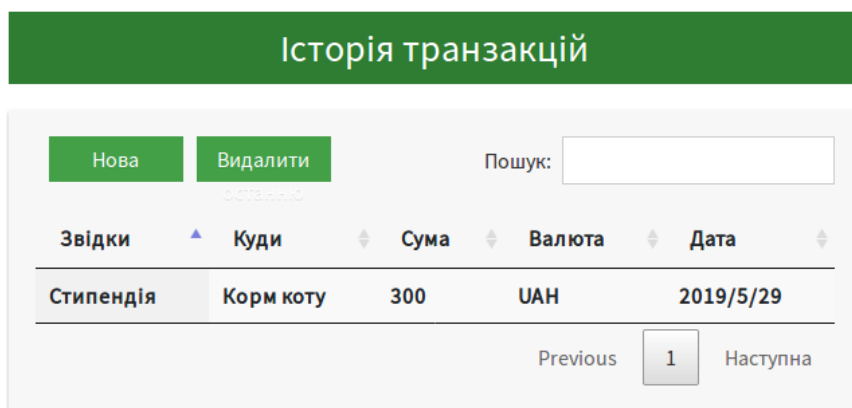 Історія транзакцій
Нова Видалити останню Пошук:
Звідки Куди Сума Валюта Дата
Стипендія Корм коту 300 UAH 2019/5/29
Previous 1 Наступна